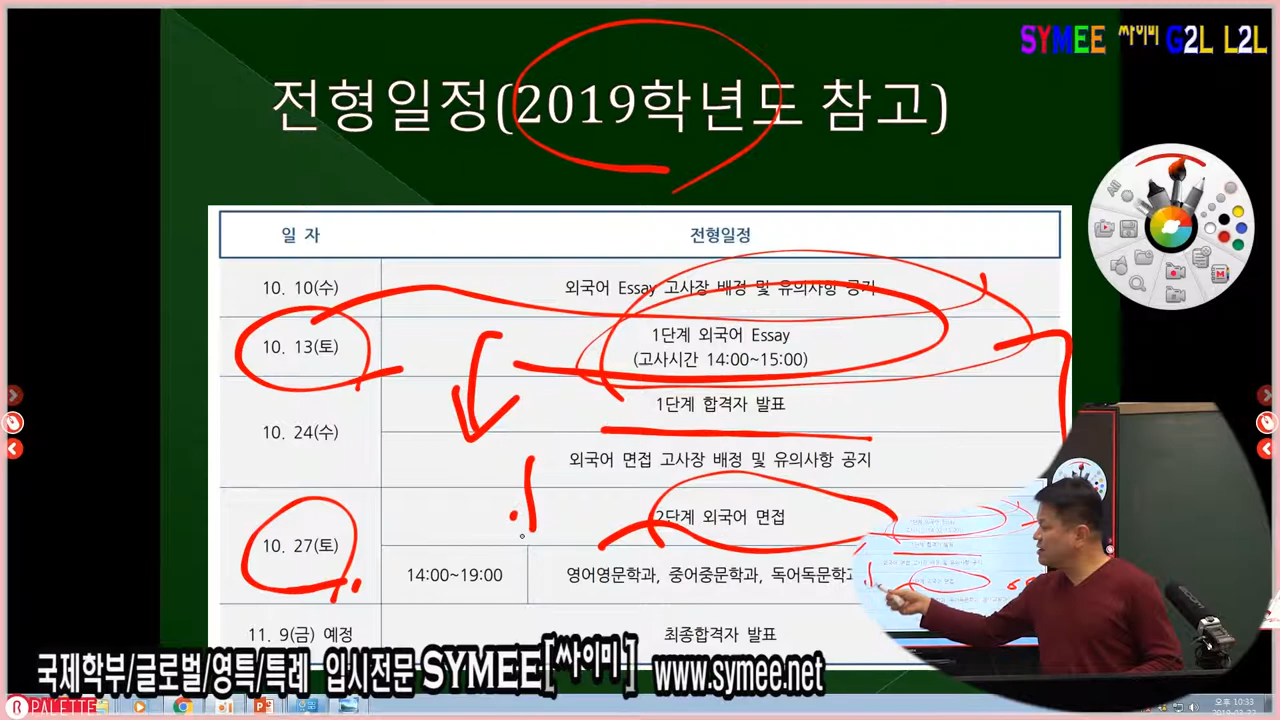 SYMEE 싸이미 G2L L2L
전형일정(2019학년도 참고)
일 자 전형일정
10. 10(수) 외국어 Essay 고사장 배정 및 유의사항 공지
10. 13(토) 1단계 외국어 Essay
(고사시간 14:00~15:00)
10. 24(수) 1단계 합격자 발표
외국어 면접 고사장 배정 및 유의사항 공지
10. 27(토) 2단계 외국어 면접
14:00~19:00 영어영문학과, 중어중문학과, 독어독문학과
11. 9(금) 예정 최종합격자 발표
국제학부/글로벌/영특/특례 입시전문 SYMEE[싸이미] www.symee.net
PALETTE
오후 10:33